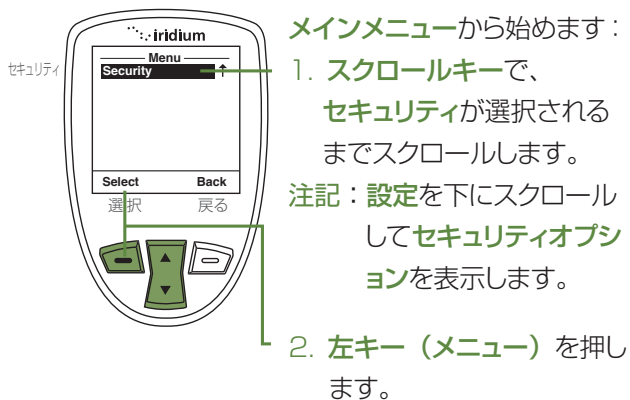 iridium
Menu
セキュリティ
Security
Select Back
選択 戻る
メインメニューから始めます：
1. スクロールキーで、
セキュリティが選択される
までスクロールします。
注記：設定を下にスクロール
してセキュリティオプシ
ョンを表示します。
2. 左キー（メニュー）を押し
ます。